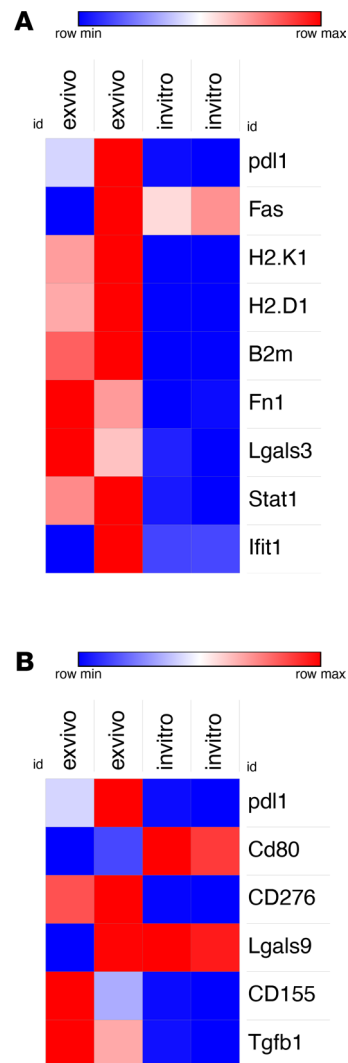 A
row min row max
id exvivo exvivo invitro invitro id
pdl1
Fas
H2.K1
H2.D1
B2m
Fn1
Lgals3
Stat1
Ifit1
B
row min row max
id exvivo exvivo invitro invitro id
pdl1
Cd80
CD276
Lgals9
CD155
Tgfb1